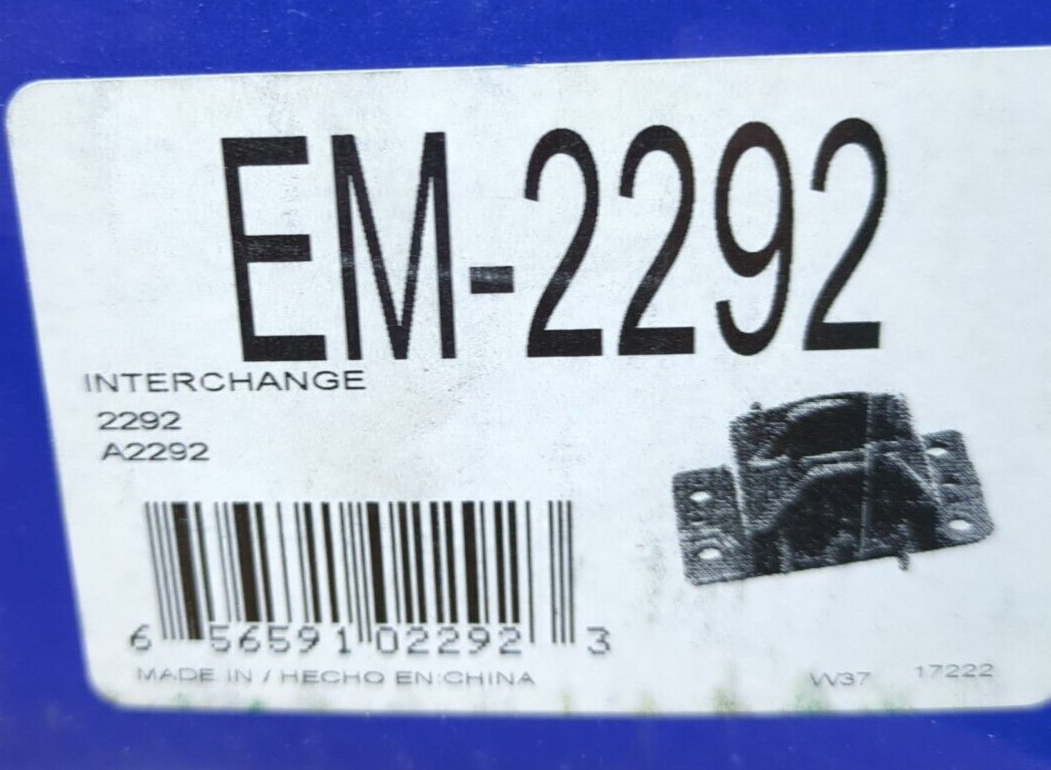 EM-2292
INTERCHANGE
2292
A2292
6 56591 02292 3
MADE IN / HECHO EN:CHINA
W37 17222